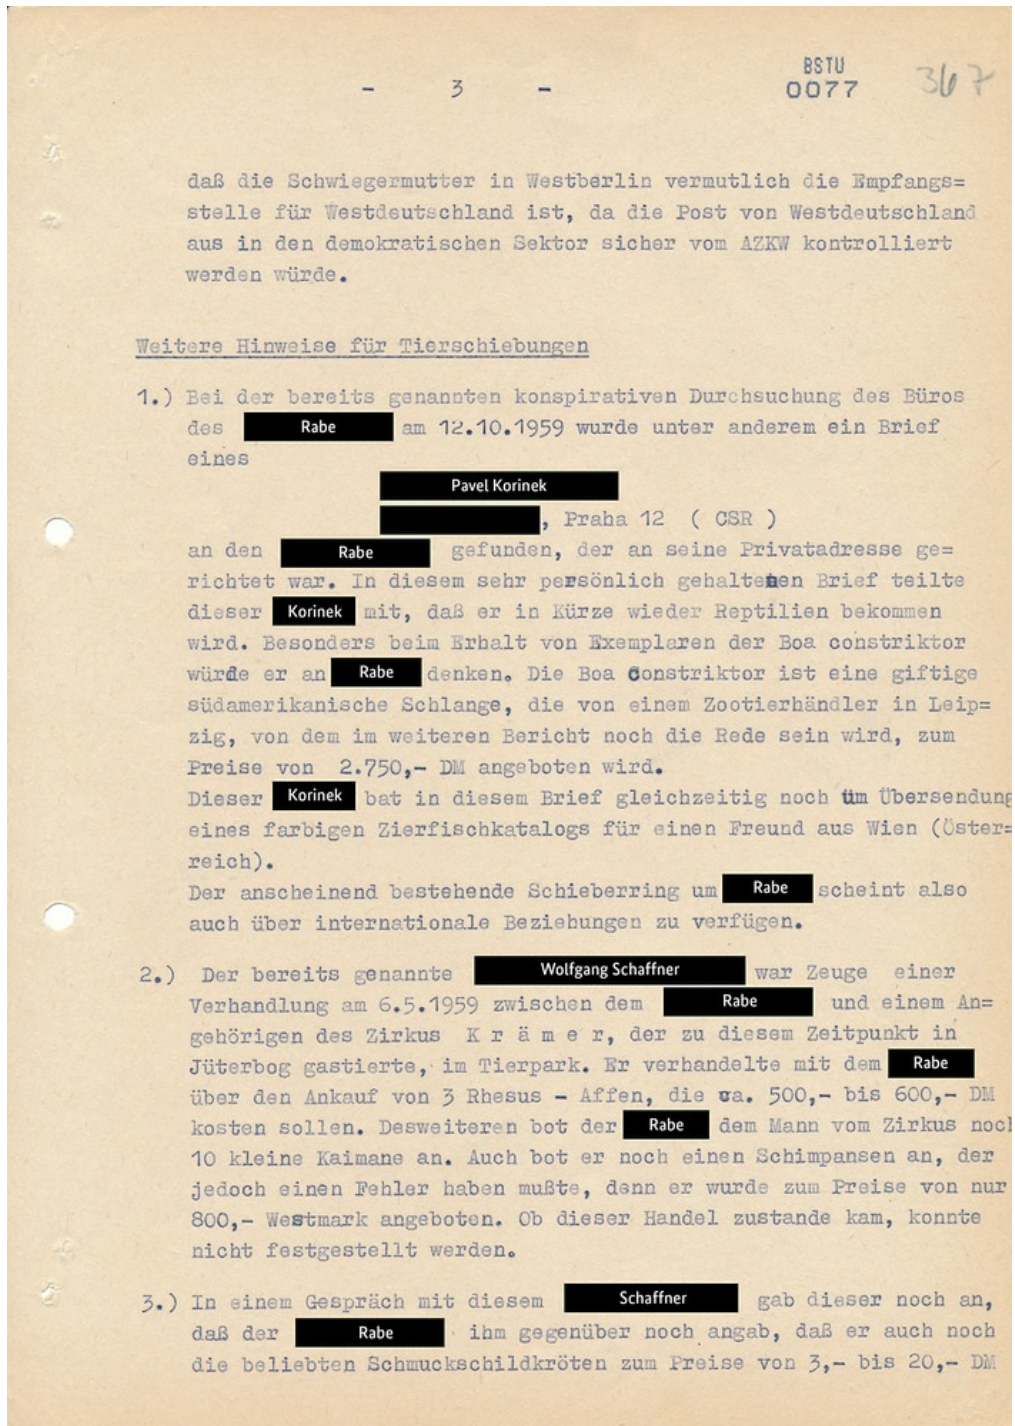 BSTU
- 3 - 0077 367
daß die Schwiegermutter in Westberlin vermutlich die Empfangs=
stelle für Westdeutschland ist, da die Post von Westdeutschland
aus in den demokratischen Sektor sicher vom AZKW kontrolliert
werden würde.
Weitere Hinweise für Tierschiebungen
1.) Bei der bereits genannten konspirativen Durchsuchung des Büros
des Rabe am 12.10.1959 wurde unter anderem ein Brief
eines
Pavel Korinek
, Praha 12 ( CSR )
an den Rabe gefunden, der an seine Privatadresse ge=
richtet war. In diesem sehr persönlich gehaltenen Brief teilte
dieser Korinek mit, daß er in Kürze wieder Reptilien bekommen
wird. Besonders beim Erhalt von Exemplaren der Boa constriktor
würde er an Rabe denken. Die Boa Constriktor ist eine giftige
südamerikanische Schlange, die von einem Zootierhändler in Leip=
zig, von dem im weiteren Bericht noch die Rede sein wird, zum
Preise von 2.750,- DM angeboten wird.
Dieser Korinek bat in diesem Brief gleichzeitig noch um Übersendung
eines farbigen Zierfischkatalogs für einen Freund aus Wien (Öster=
reich).
Der anscheinend bestehende Schieberring um Rabe scheint also
auch über internationale Beziehungen zu verfügen.
2.) Der bereits genannte Wolfgang Schaffner war Zeuge einer
Verhandlung am 6.5.1959 zwischen dem Rabe und einem An=
gehörigen des Zirkus K r ä m e r, der zu diesem Zeitpunkt in
Jüterbog gastierte, im Tierpark. Er verhandelte mit dem Rabe
über den Ankauf von 3 Rhesus - Affen, die ca. 500,- bis 600,- DM
kosten sollen. Desweiteren bot der Rabe dem Mann vom Zirkus noch
10 kleine Kaimane an. Auch bot er noch einen Schimpansen an, der
jedoch einen Fehler haben mußte, denn er wurde zum Preise von nur
800,- Westmark angeboten. Ob dieser Handel zustande kam, konnte
nicht festgestellt werden.
3.) In einem Gespräch mit diesem Schaffner gab dieser noch an,
daß der Rabe ihm gegenüber noch angab, daß er auch noch
die beliebten Schmuckschildkröten zum Preise von 3,- bis 20,- DM